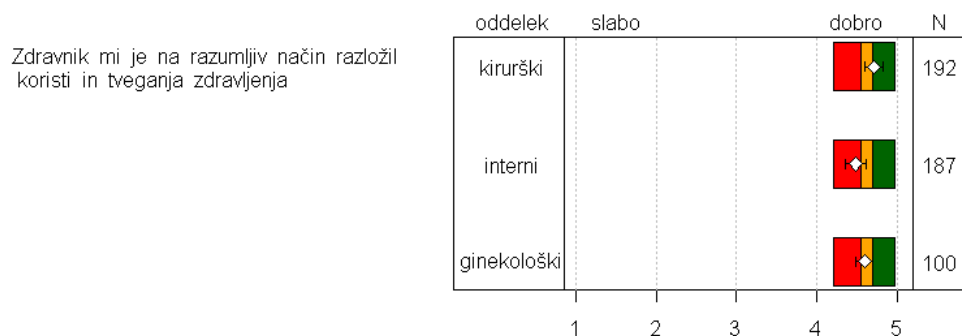 oddelek slabo dobro N
Zdravnik mi je na razumljiv način razložil
koristi in tveganja zdravljenja
kirurški 192
interni 187
ginekološki 100
1 2 3 4 5